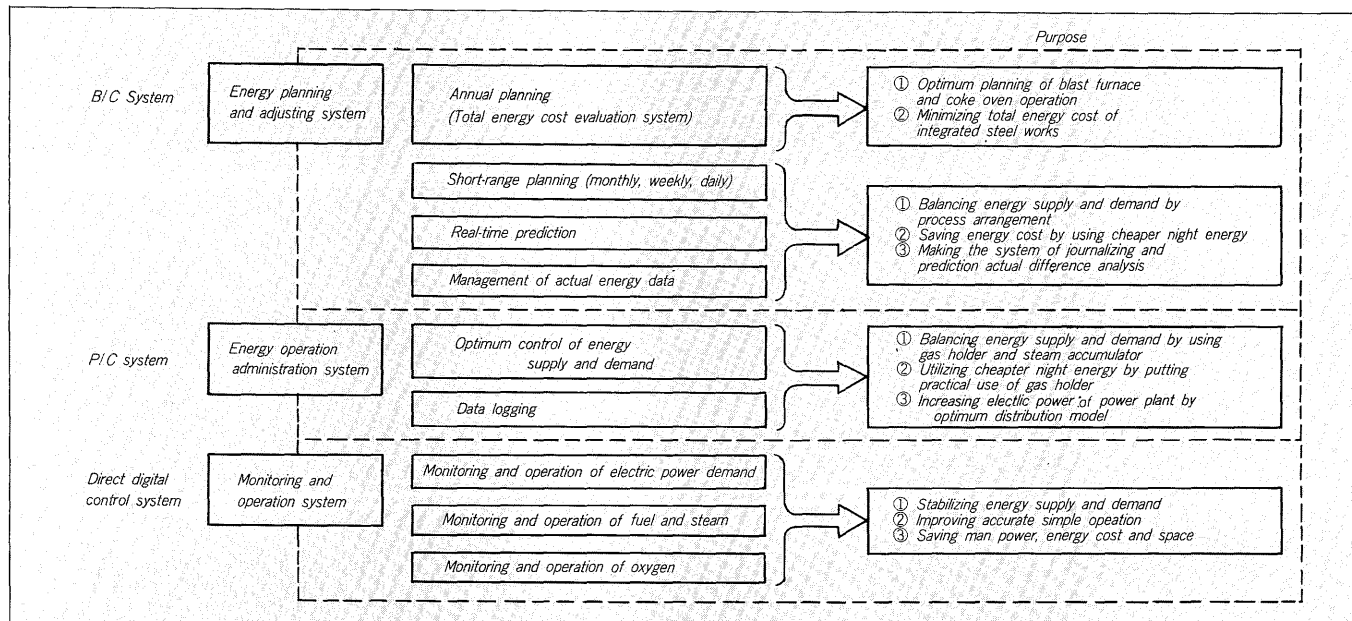 Purpose
B/C System
Energy planning
and adjusting system
Annual planning
(Total energy cost evaluation system)
① Optimum planning of blast furnace
and coke oven operation
② Minimizing total energy cost of
integrated steel works
Short-range planning (monthly, weekly, daily)
Real-time prediction
Management of actual energy data
① Balancing energy supply and demand by
process arrangement
② Saving energy cost by using cheaper night energy
③ Making the system of journalizing and
prediction actual difference analysis
P/C system
Energy operation
administration system
Optimum control of energy
supply and demand
Data logging
① Balancing energy supply and demand by using
gas holder and steam accumulator
② Utilizing cheapter night energy by putting
practical use of gas holder
③ Increasing electlic power of power plant by
optimum distribution model
Direct digital
control system
Monitoring and
operation system
Monitoring and operation of electric power demand
Monitoring and operation of fuel and steam
Monitoring and operation of oxygen
① Stabilizing energy supply and demand
② Improving accurate simple opeation
③ Saving man power, energy cost and space